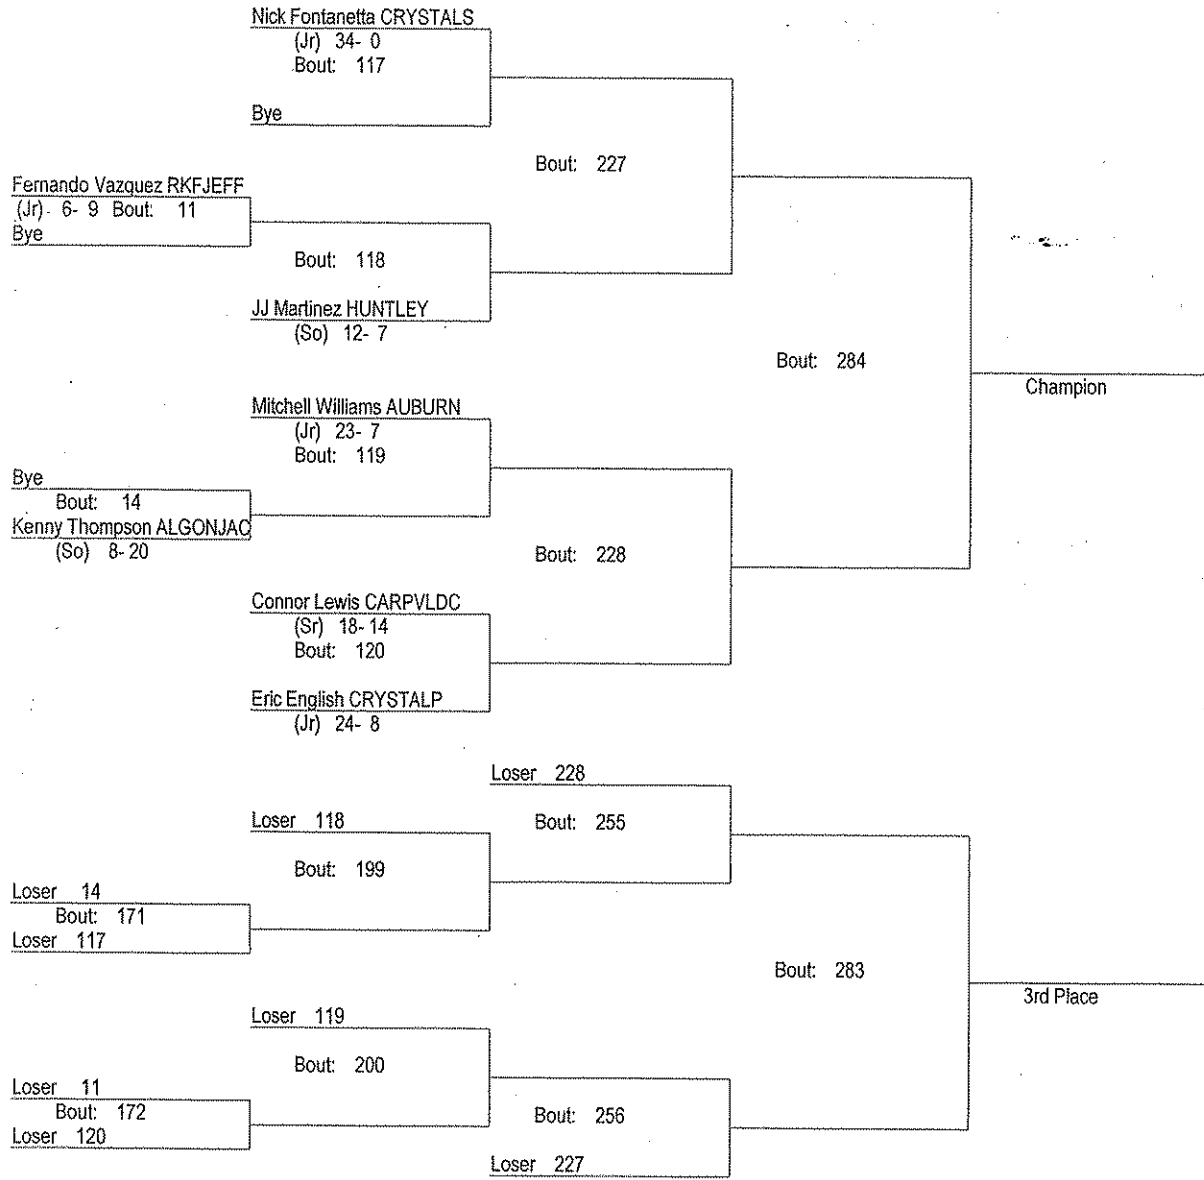 Nick Fontanetta CRYSTALS
(Jr) 34- 0
Bout: 117
Bye
Bout: 227
Fernando Vazquez RKFJEFF
(Jr) 6- 9 Bout: 11
Bye
Bout: 118
JJ Martinez HUNTLEY
(So) 12- 7
Bout: 284
Champion
Mitchell Williams AUBURN
(Jr) 23- 7
Bout: 119
Bye
Bout: 14
Kenny Thompson ALGONJAC
(So) 8- 20
Bout: 228
Connor Lewis CARPVLDC
(Sr) 18- 14
Bout: 120
Eric English CRYSTALP
(Jr) 24- 8
Loser 228
Loser 118
Bout: 255
Bout: 199
Loser 14
Bout: 171
Loser 117
Bout: 283
3rd Place
Loser 119
Bout: 200
Loser 11
Bout: 172
Loser 120
Bout: 256
Loser 227